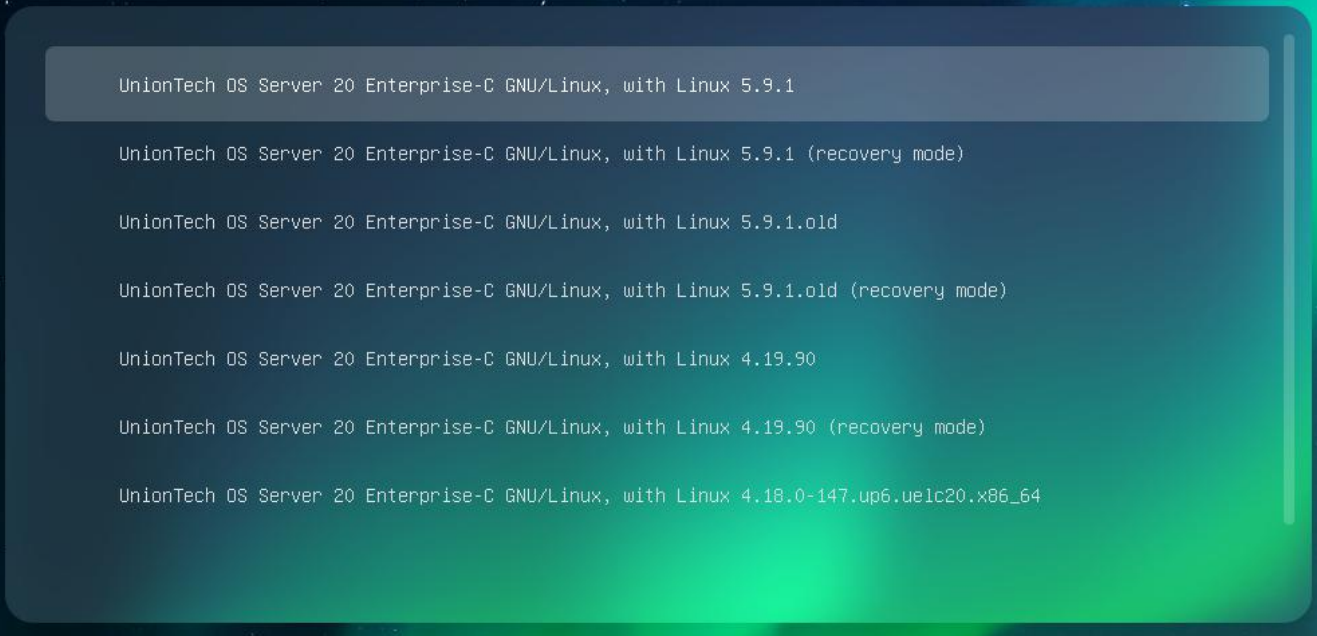 UnionTech OS Server 20 Enterprise-C GNU/Linux, with Linux 5.9.1
UnionTech OS Server 20 Enterprise-C GNU/Linux, with Linux 5.9.1 (recovery mode)
UnionTech OS Server 20 Enterprise-C GNU/Linux, with Linux 5.9.1.old
UnionTech OS Server 20 Enterprise-C GNU/Linux, with Linux 5.9.1.old (recovery mode)
UnionTech OS Server 20 Enterprise-C GNU/Linux, with Linux 4.19.90
UnionTech OS Server 20 Enterprise-C GNU/Linux, with Linux 4.19.90 (recovery mode)
UnionTech OS Server 20 Enterprise-C GNU/Linux, with Linux 4.18.0-147.up6.uelc20.x86_64